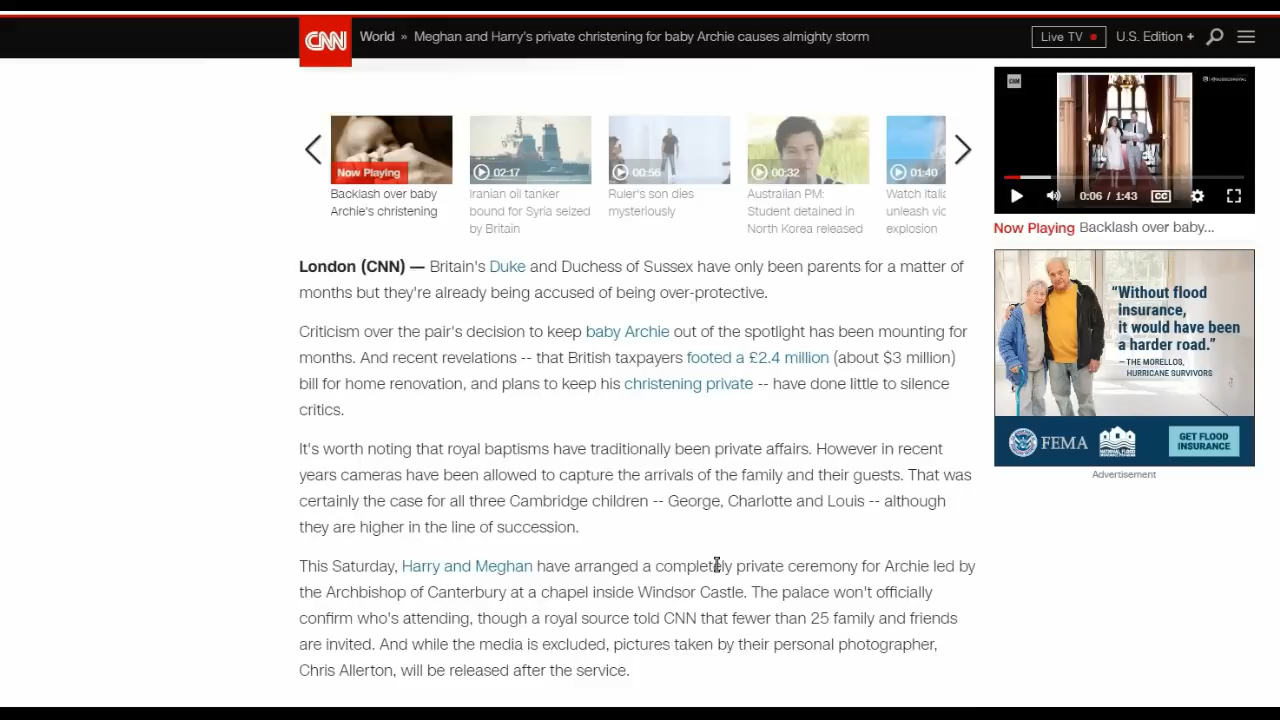 CNN
World » Meghan and Harry's private christening for baby Archie causes almighty storm
Live TV
U.S. Edition +
Now Playing
Backlash over baby
Archie's christening
02:17
Iranian oil tanker
bound for Syria seized
by Britain
00:56
Ruler's son dies
mysteriously
00:32
Australian PM:
Student detained in
North Korea released
01:40
Watch Italia
unleash vic
explosion
London (CNN) — Britain's Duke and Duchess of Sussex have only been parents for a matter of
months but they're already being accused of being over-protective.
Criticism over the pair's decision to keep baby Archie out of the spotlight has been mounting for
months. And recent revelations -- that British taxpayers footed a £2.4 million (about $3 million)
bill for home renovation, and plans to keep his christening private -- have done little to silence
critics.
It's worth noting that royal baptisms have traditionally been private affairs. However in recent
years cameras have been allowed to capture the arrivals of the family and their guests. That was
certainly the case for all three Cambridge children -- George, Charlotte and Louis -- although
they are higher in the line of succession.
This Saturday, Harry and Meghan have arranged a completely private ceremony for Archie led by
the Archbishop of Canterbury at a chapel inside Windsor Castle. The palace won't officially
confirm who's attending, though a royal source told CNN that fewer than 25 family and friends
are invited. And while the media is excluded, pictures taken by their personal photographer,
Chris Allerton, will be released after the service.
CNN
0:06 / 1:43
CC
Now Playing Backlash over baby...
“Without flood
insurance,
it would have been
a harder road.”
— THE MORELLOS,
HURRICANE SURVIVORS
FEMA
GET FLOOD
INSURANCE
Advertisement